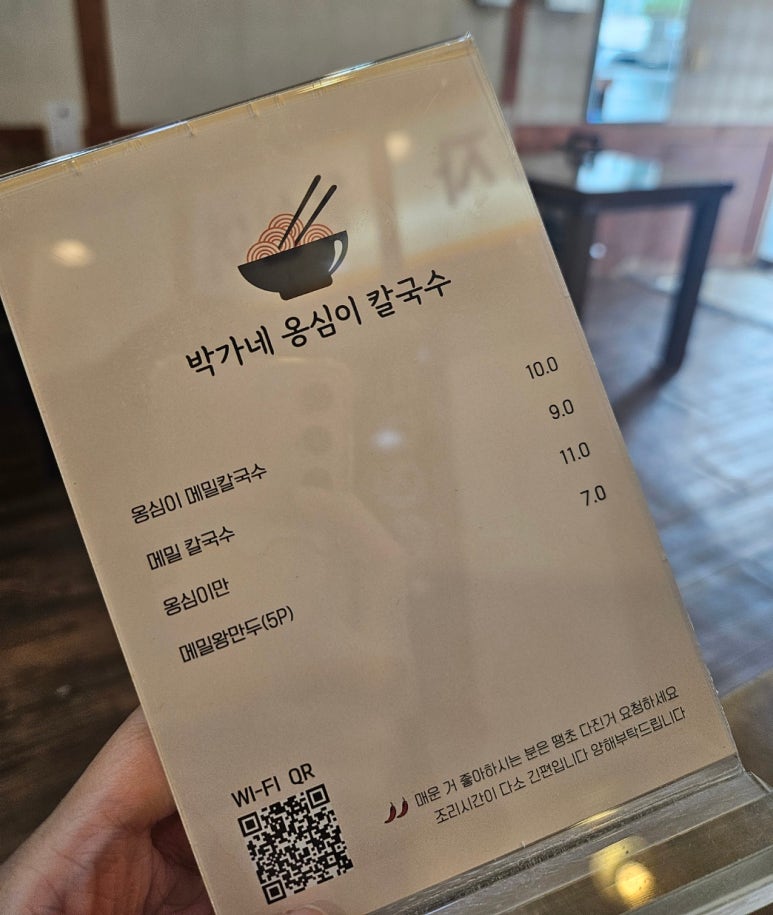 박가네 옹심이 칼국수
옹심이 메밀칼국수 10.0
메밀 칼국수 9.0
옹심이만 11.0
메밀왕만두(5P) 7.0
WI-FI QR
매운 거 좋아하시는 분은 땡초 다진거 요청하세요
조리시간이 다소 긴편입니다 양해부탁드립니다